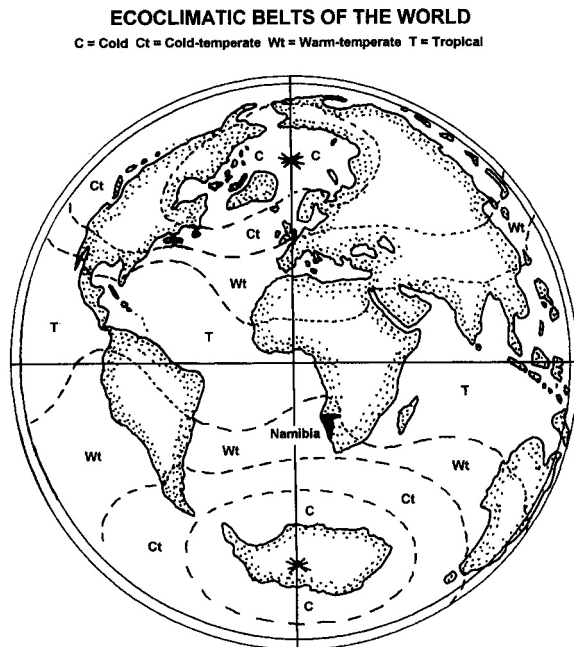 ECOCLIMATIC BELTS OF THE WORLD
C = Cold Ct = Cold-temperate Wt = Warm-temperate T = Tropical
C C
Ct
Wt
Ct
Wt
T
T
T
Namibia
Wt
Wt
Wt
Ct
C
Ct
C